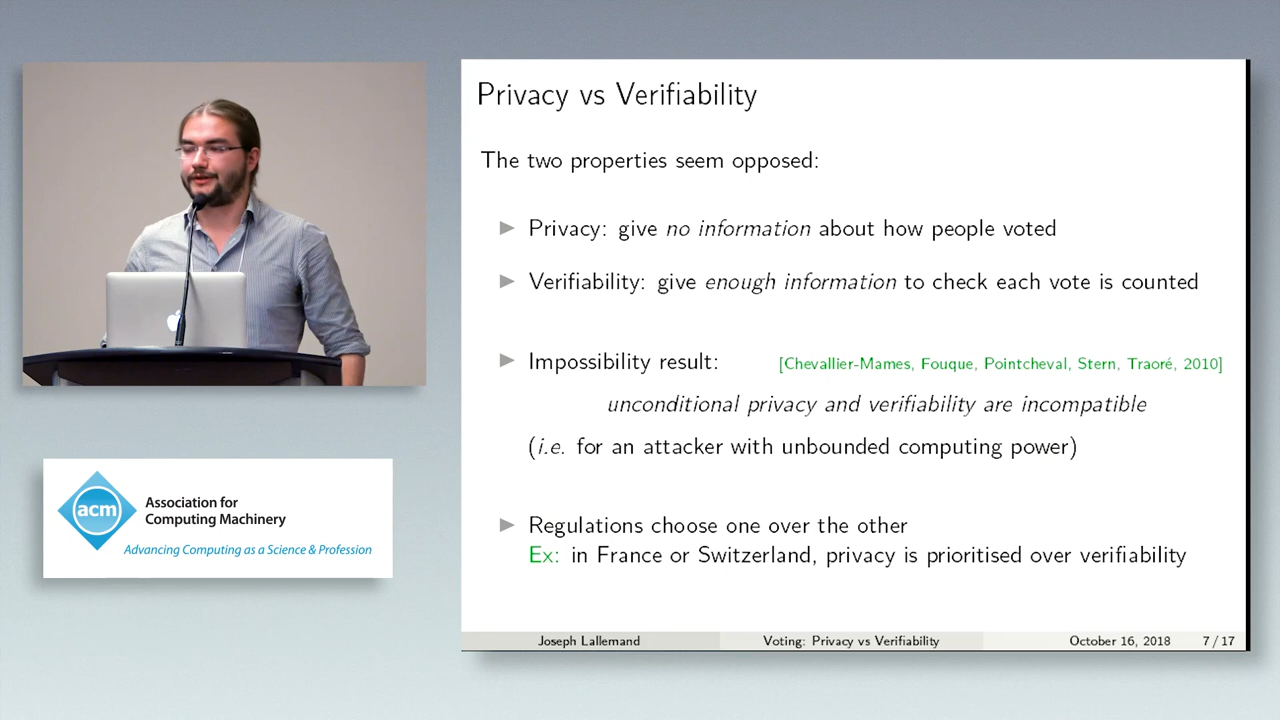 Privacy vs Verifiability
The two properties seem opposed:
Privacy: give no information about how people voted
Verifiability: give enough information to check each vote is counted
Impossibility result: [Chevallier-Mames, Fouque, Pointcheval, Stern, Traoré, 2010]
unconditional privacy and verifiability are incompatible
(i.e. for an attacker with unbounded computing power)
Regulations choose one over the other
Ex: in France or Switzerland, privacy is prioritised over verifiability
Joseph Lallemand Voting: Privacy vs Verifiability October 16, 2018 7 / 17
acm
Association for
Computing Machinery
Advancing Computing as a Science & Profession